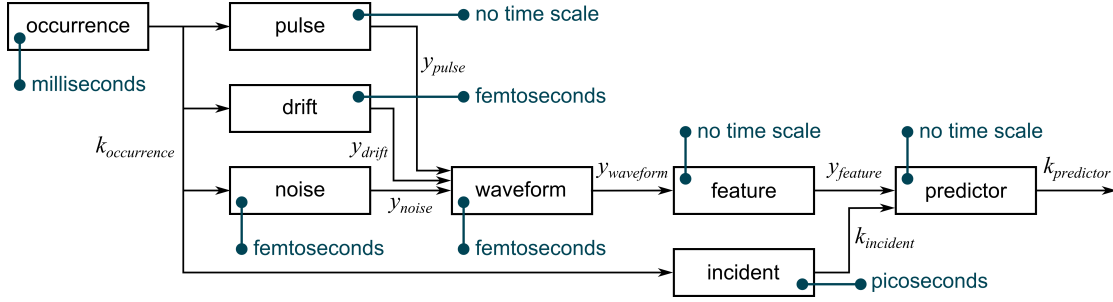 occurrence
pulse
no time scale
milliseconds
y_pulse
drift
femtoseconds
k_occurrence
y_drift
no time scale
no time scale
noise
y_noise
waveform
y_waveform
feature
y_feature
predictor
k_predictor
femtoseconds
femtoseconds
k_incident
incident
picoseconds